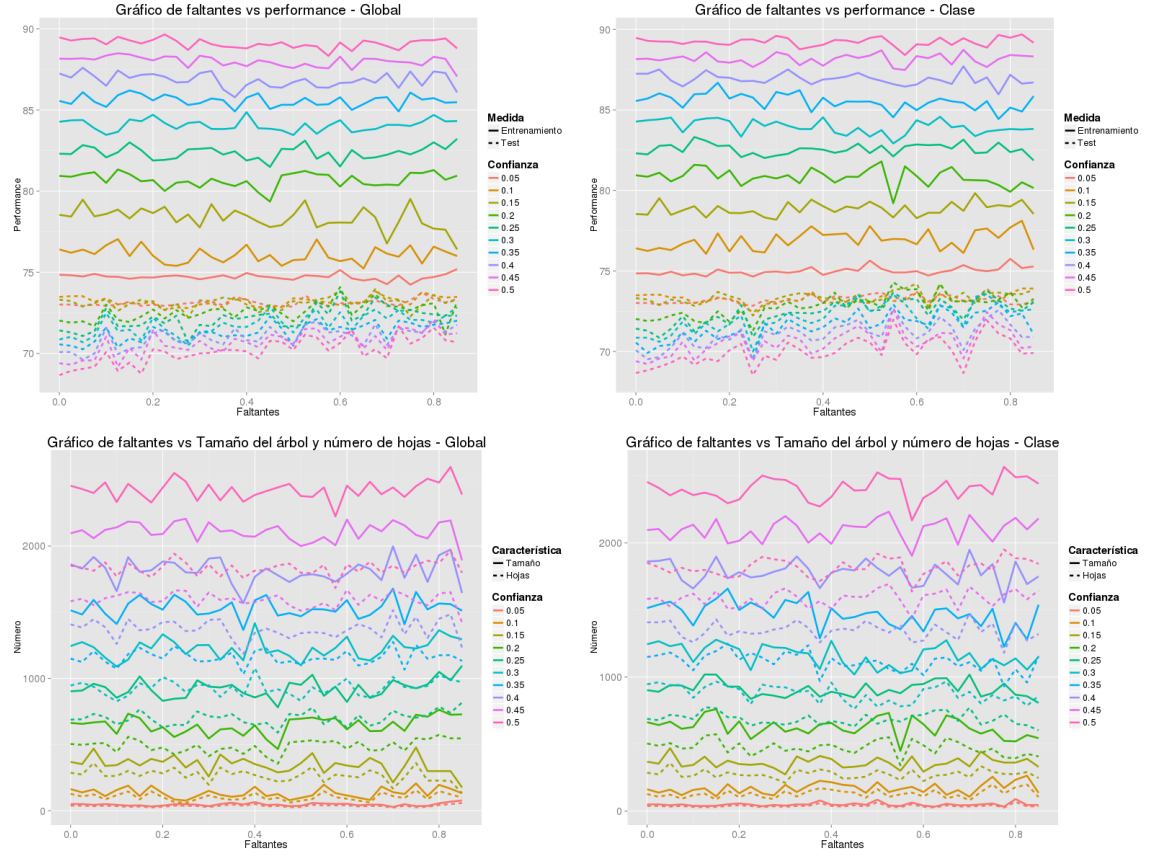 Gráfico de faltantes vs performance - Global
90
85
80
75
70
Performance
0.0
0.2
0.4
0.6
0.8
Faltantes
Medida
Entrenamiento
Test
Confianza
0.05
0.1
0.15
0.2
0.25
0.3
0.35
0.4
0.45
0.5
Gráfico de faltantes vs performance - Clase
90
85
80
75
70
Performance
0.0
0.2
0.4
0.6
0.8
Faltantes
Medida
Entrenamiento
Test
Confianza
0.05
0.1
0.15
0.2
0.25
0.3
0.35
0.4
0.45
0.5
Gráfico de faltantes vs Tamaño del árbol y número de hojas - Global
2000
1000
0
Número
0.0
0.2
0.4
0.6
0.8
Faltantes
Característica
Tamaño
Hojas
Confianza
0.05
0.1
0.15
0.2
0.25
0.3
0.35
0.4
0.45
0.5
Gráfico de faltantes vs Tamaño del árbol y número de hojas - Clase
2000
1000
0
Número
0.0
0.2
0.4
0.6
0.8
Faltantes
Característica
Tamaño
Hojas
Confianza
0.05
0.1
0.15
0.2
0.25
0.3
0.35
0.4
0.45
0.5